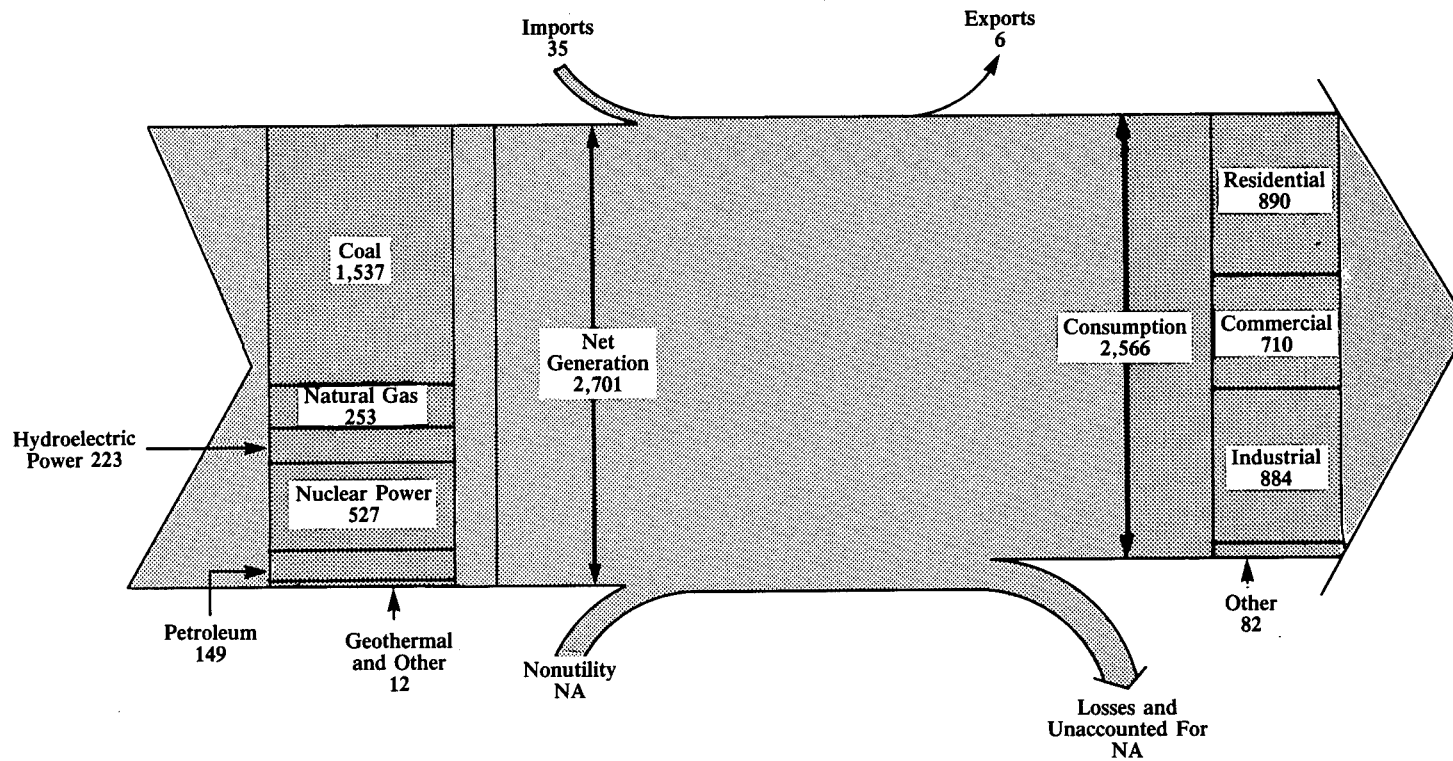 Imports
35
Exports
6
Coal
1,537
Natural Gas
253
Hydroelectric
Power 223
Nuclear Power
527
Petroleum
149
Geothermal
and Other
12
Net
Generation
2,701
Nonutility
NA
Consumption
2,566
Residential
890
Commercial
710
Industrial
884
Other
82
Losses and
Unaccounted For
NA